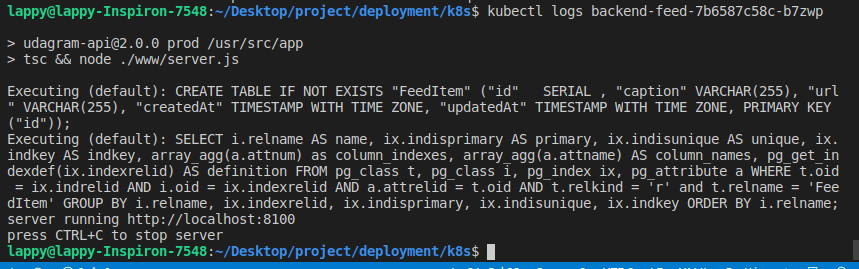 lappy@lappy-Inspiron-7548:~/Desktop/project/deployment/k8s$ kubectl logs backend-feed-7b6587c58c-b7zwp
> udagram-api@2.0.0 prod /usr/src/app
> tsc && node ./www/server.js
Executing (default): CREATE TABLE IF NOT EXISTS "FeedItem" ("id"   SERIAL , "caption" VARCHAR(255), "url
" VARCHAR(255), "createdAt" TIMESTAMP WITH TIME ZONE, "updatedAt" TIMESTAMP WITH TIME ZONE, PRIMARY KEY
("id"));
Executing (default): SELECT i.relname AS name, ix.indisprimary AS primary, ix.indisunique AS unique, ix.
indkey AS indkey, array_agg(a.attnum) as column_indexes, array_agg(a.attname) AS column_names, pg_get_in
dexdef(ix.indexrelid) AS definition FROM pg_class t, pg_class i, pg_index ix, pg_attribute a WHERE t.oid
 = ix.indrelid AND i.oid = ix.indexrelid AND a.attrelid = t.oid AND t.relkind = 'r' and t.relname = 'Fee
dItem' GROUP BY i.relname, ix.indexrelid, ix.indisprimary, ix.indisunique, ix.indkey ORDER BY i.relname;
server running http://localhost:8100
press CTRL+C to stop server
lappy@lappy-Inspiron-7548:~/Desktop/project/deployment/k8s$